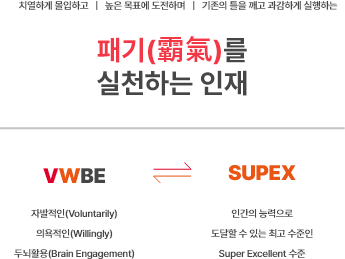 치열하게 몰입하고 | 높은 목표에 도전하며 | 기존의 틀을 깨고 과감하게 실행하는
패기(霸氣)를
실천하는 인재
VWBE
SUPEX
자발적인(Voluntarily)
의욕적인(Willingly)
두뇌활용(Brain Engagement)
인간의 능력으로
도달할 수 있는 최고 수준인
Super Excellent 수준